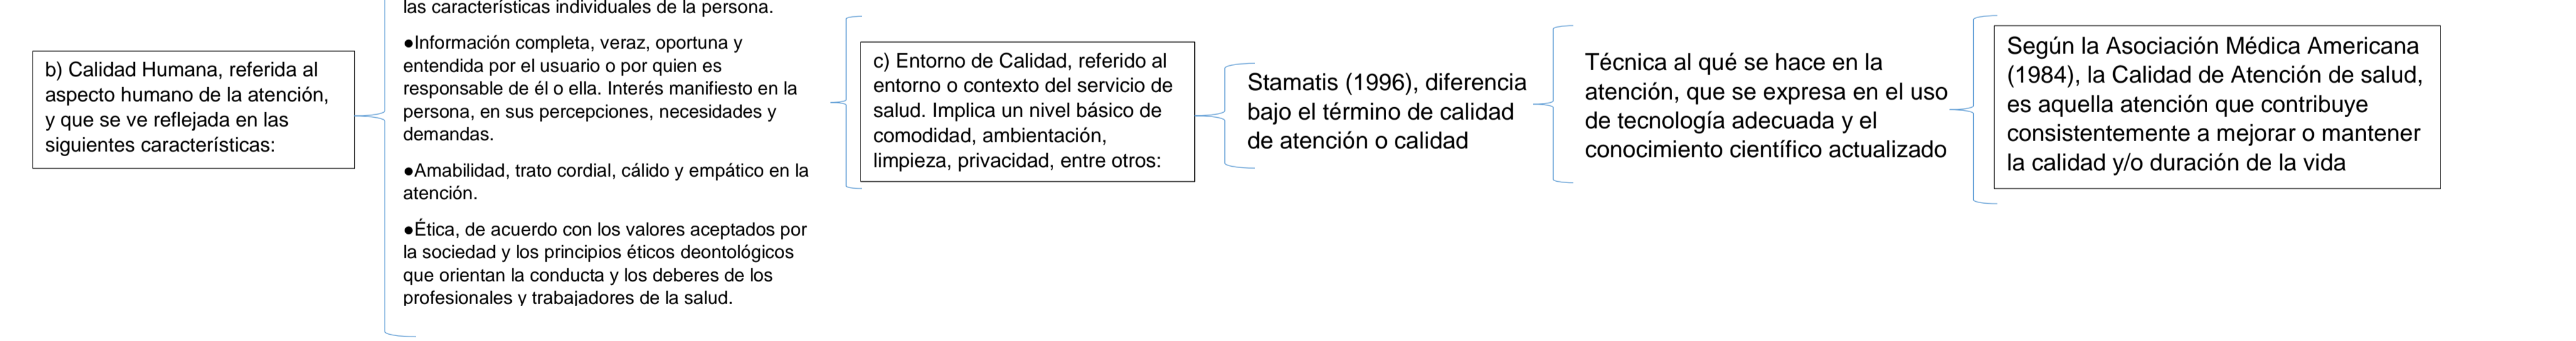 b) Calidad Humana, referida al
aspecto humano de la atención,
y que se ve reflejada en las
siguientes características:
las características individuales de la persona.
●Información completa, veraz, oportuna y
entendida por el usuario o por quien es
responsable de él o ella. Interés manifiesto en la
persona, en sus percepciones, necesidades y
demandas.
●Amabilidad, trato cordial, cálido y empático en la
atención.
●Ética, de acuerdo con los valores aceptados por
la sociedad y los principios éticos deontológicos
que orientan la conducta y los deberes de los
profesionales y trabajadores de la salud.
c) Entorno de Calidad, referido al
entorno o contexto del servicio de
salud. Implica un nivel básico de
comodidad, ambientación,
limpieza, privacidad, entre otros:
Stamatis (1996), diferencia
bajo el término de calidad
de atención o calidad
Técnica al qué se hace en la
atención, que se expresa en el uso
de tecnología adecuada y el
conocimiento científico actualizado
Según la Asociación Médica Americana
(1984), la Calidad de Atención de salud,
es aquella atención que contribuye
consistentemente a mejorar o mantener
la calidad y/o duración de la vida